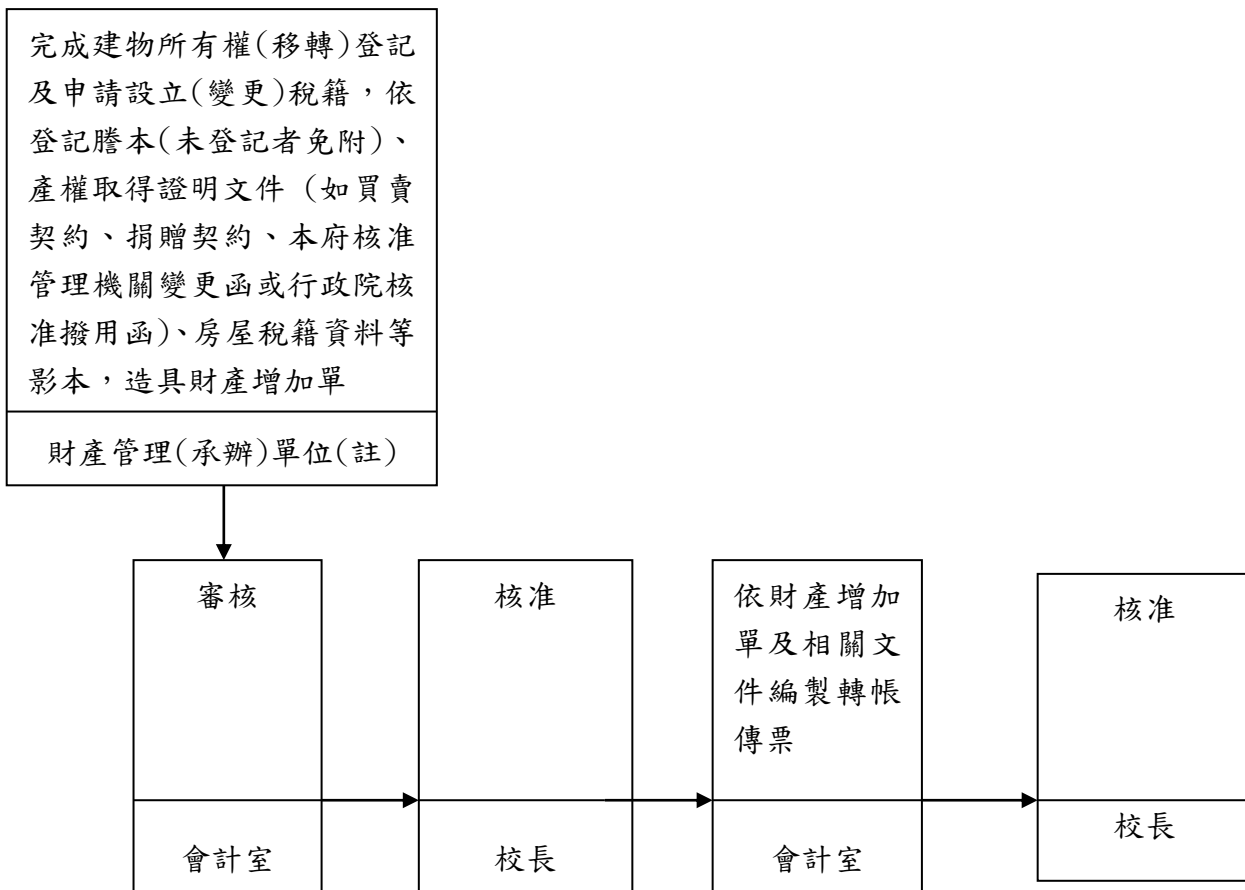 完成建物所有權(移轉)登記
及申請設立(變更)稅籍，依
登記謄本(未登記者免附)、
產權取得證明文件 (如買賣
契約、捐贈契約、本府核准
管理機關變更函或行政院核
准撥用函)、房屋稅籍資料等
影本，造具財產增加單
財產管理(承辦)單位(註)
審核
會計室
核准
校長
依財產增加
單及相關文
件編製轉帳
傳票
會計室
核准
校長